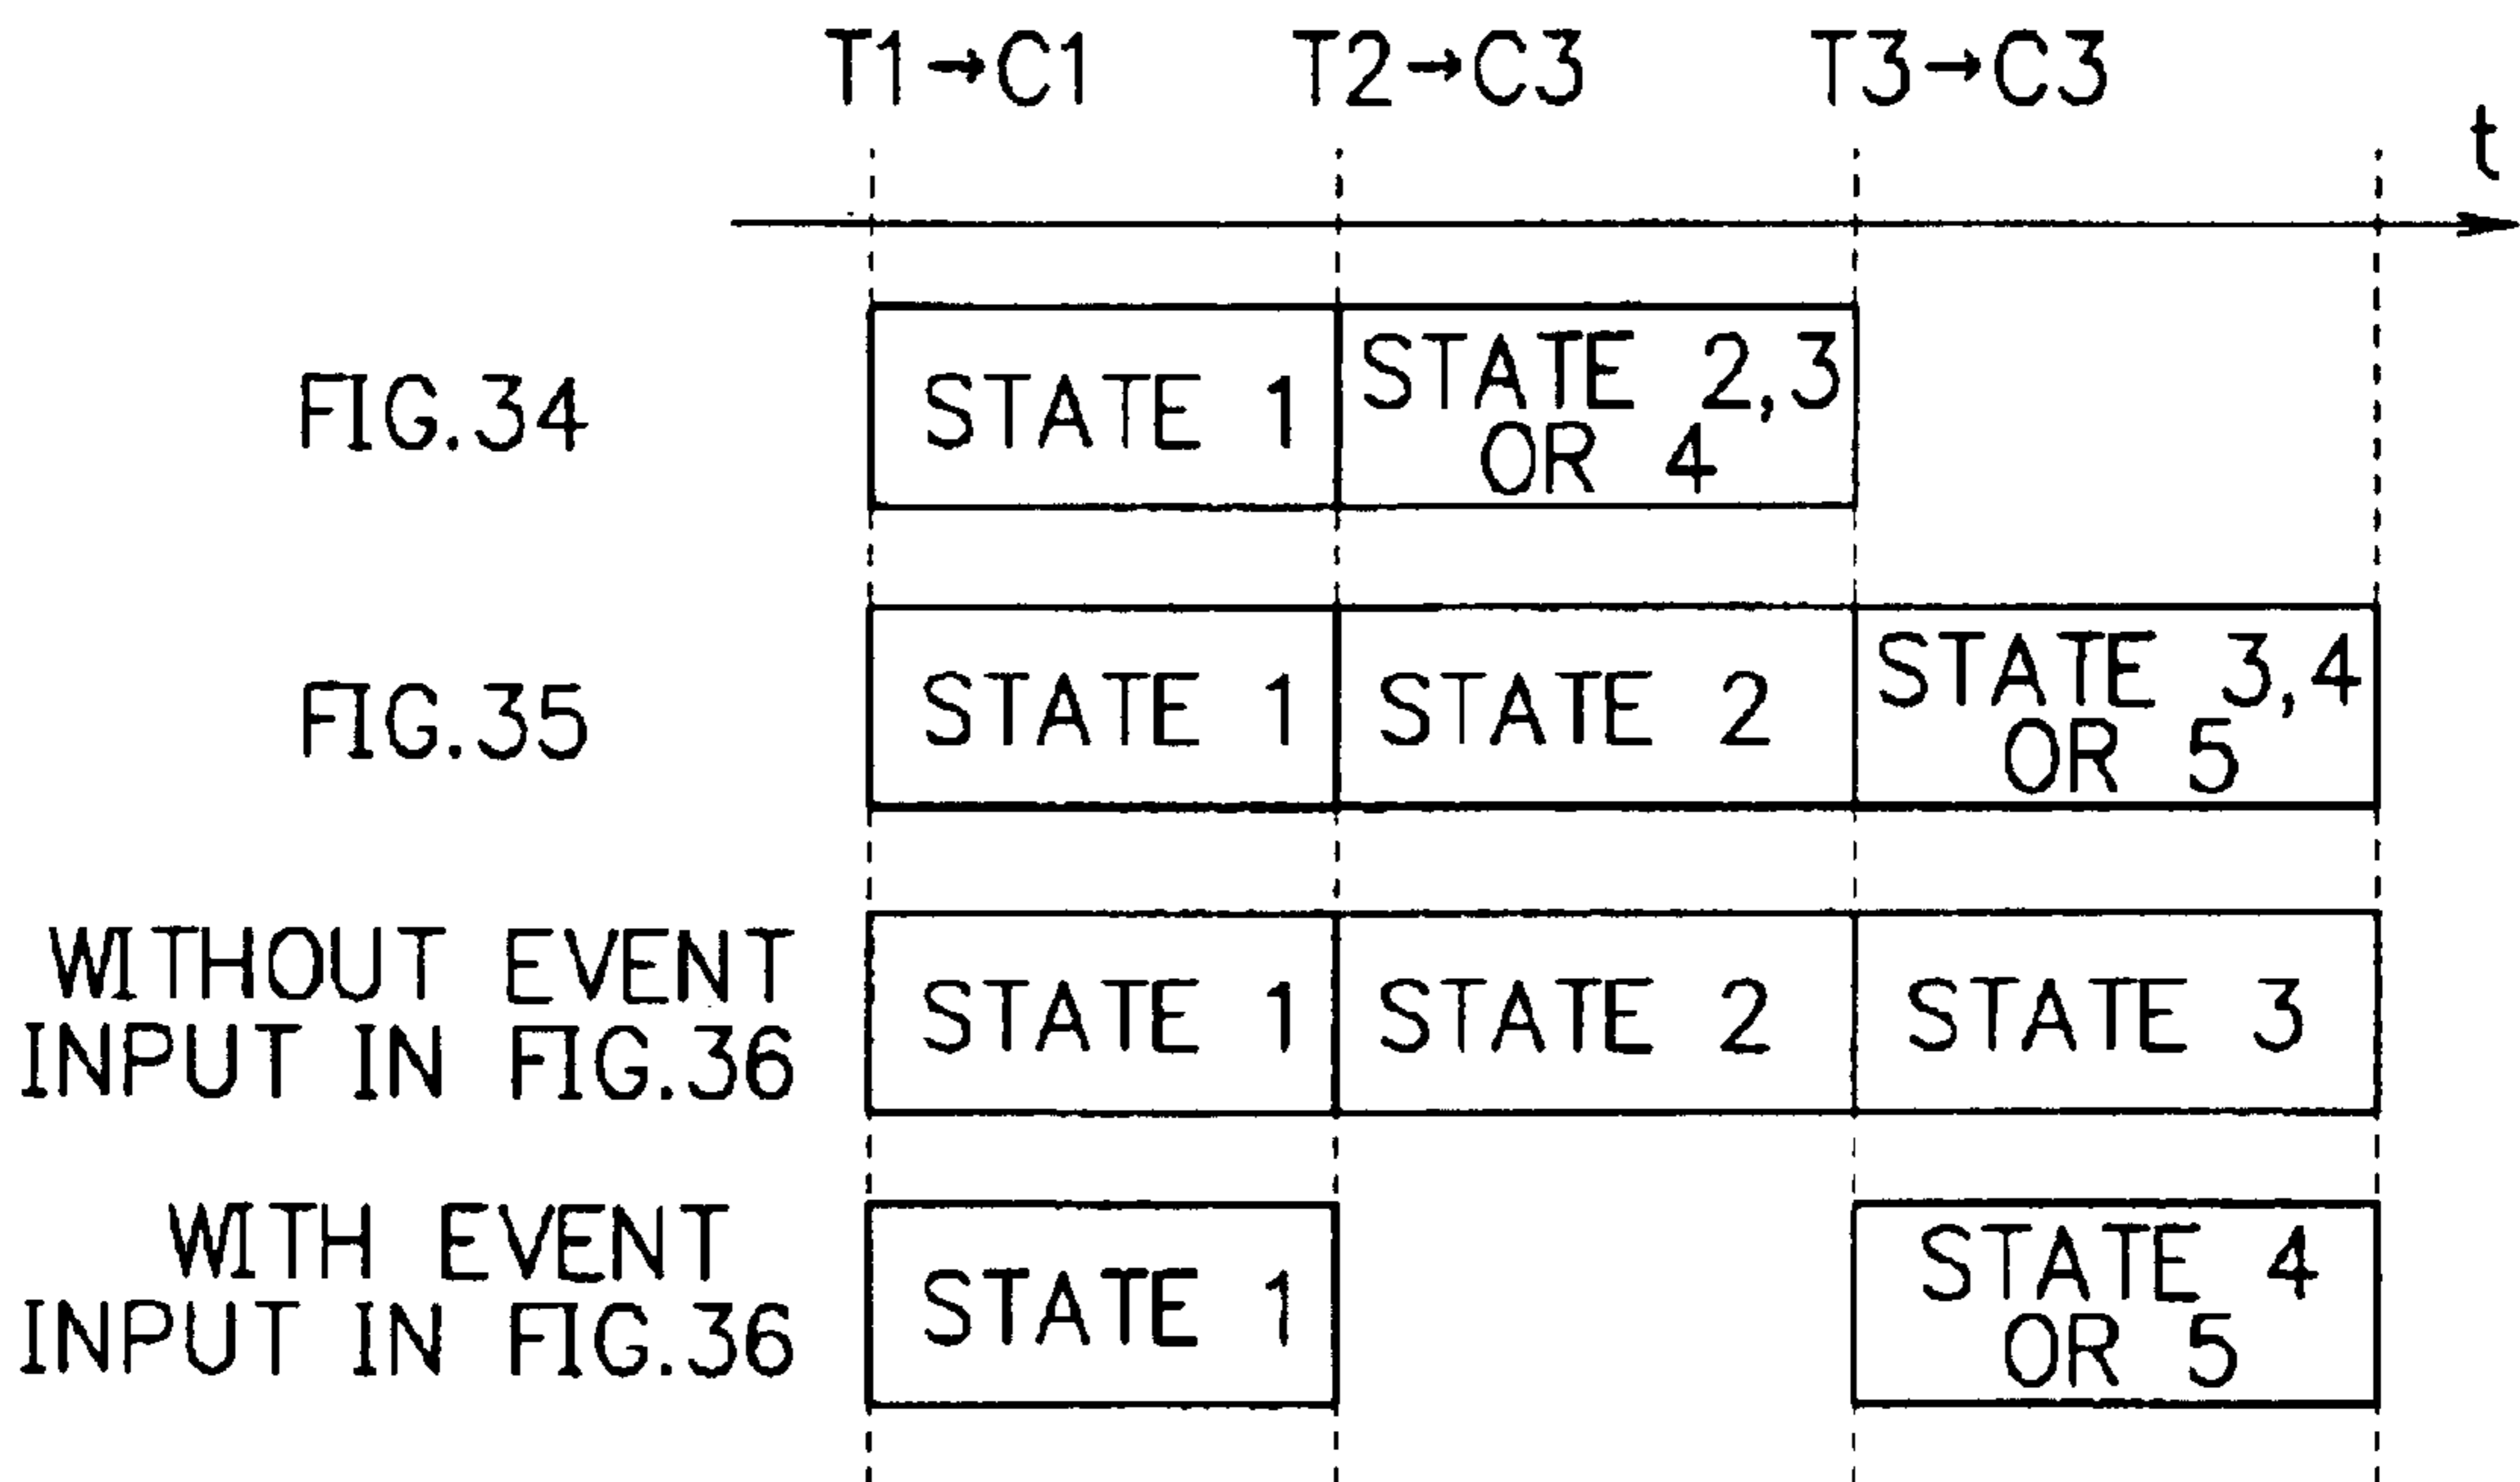 T1→C1 T2→C3 T3→C3
t
FIG.34
STATE 1
STATE 2,3
OR 4
FIG.35
STATE 1
STATE 2
STATE 3,4
OR 5
WITHOUT EVENT
INPUT IN FIG.36
STATE 1
STATE 2
STATE 3
WITH EVENT
INPUT IN FIG.36
STATE 1
STATE 4
OR 5